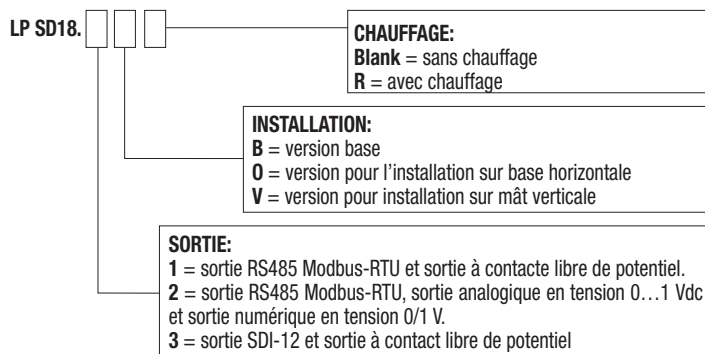 LP SD18.
CHAUFFAGE:
Blank = sans chauffage
R = avec chauffage
INSTALLATION:
B = version base
O = version pour l'installation sur base horizontale
V = version pour installation sur mât verticale
SORTIE:
1 = sortie RS485 Modbus-RTU et sortie à contacte libre de potentiel.
2 = sortie RS485 Modbus-RTU, sortie analogique en tension 0…1 Vdc
et sortie numérique en tension 0/1 V.
3 = sortie SDI-12 et sortie à contact libre de potentiel